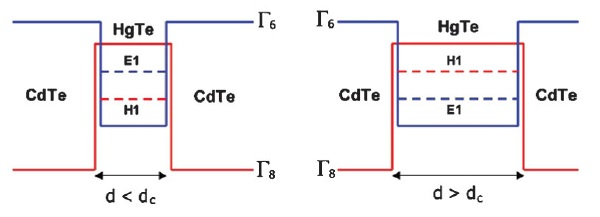 HgTe
Γ6
E1
CdTe
CdTe
H1
Γ8
d < dc
HgTe
Γ6
H1
CdTe
CdTe
E1
Γ8
d > dc